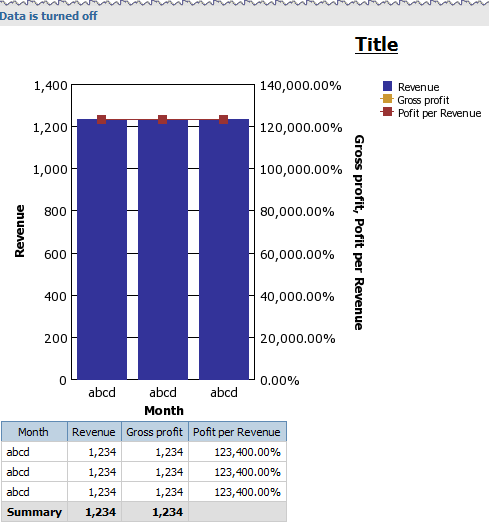 Data is turned off
Title
1,400
1,200
1,000
800
600
400
200
0
Revenue
140,000.00%
120,000.00%
100,000.00%
80,000.00%
60,000.00%
40,000.00%
20,000.00%
0.00%
Gross profit, Pofit per Revenue
Revenue
Gross profit
Pofit per Revenue
abcd abcd abcd
Month
Month Revenue Gross profit Pofit per Revenue
abcd 1,234 1,234 123,400.00%
abcd 1,234 1,234 123,400.00%
abcd 1,234 1,234 123,400.00%
Summary 1,234 1,234